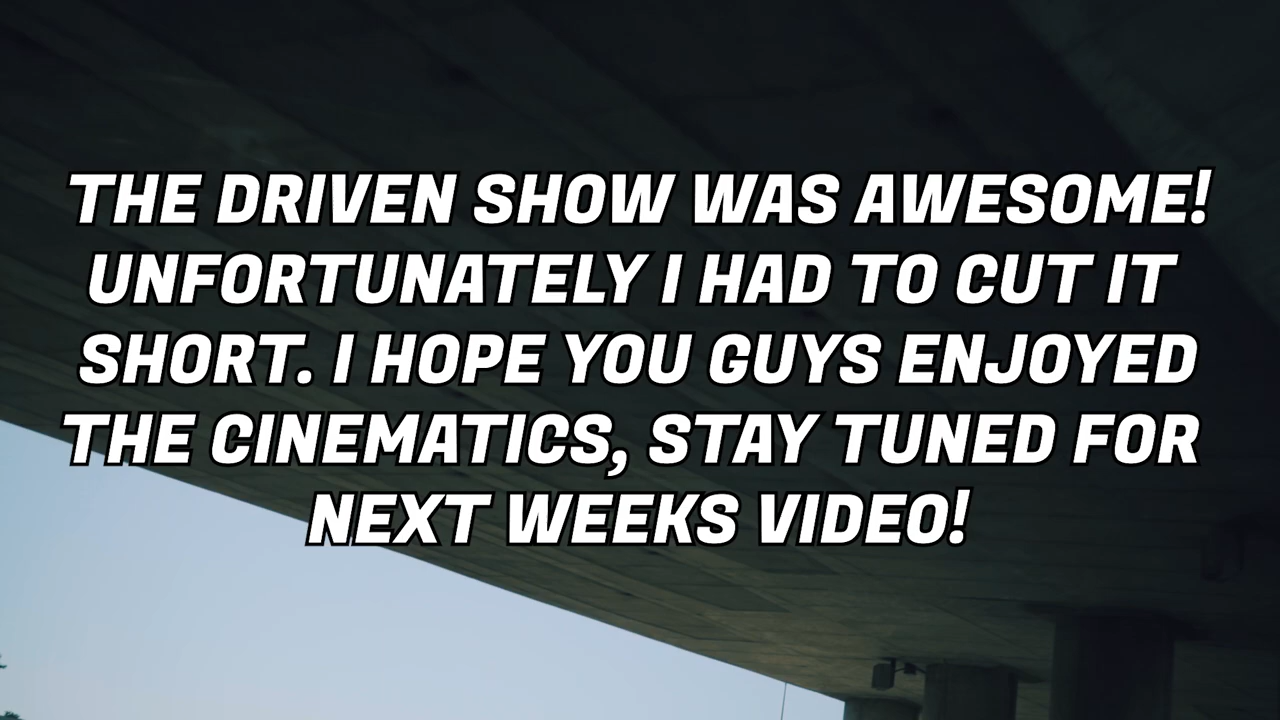 THE DRIVEN SHOW WAS AWESOME!
UNFORTUNATELY I HAD TO CUT IT
SHORT. I HOPE YOU GUYS ENJOYED
THE CINEMATICS, STAY TUNED FOR
NEXT WEEKS VIDEO!